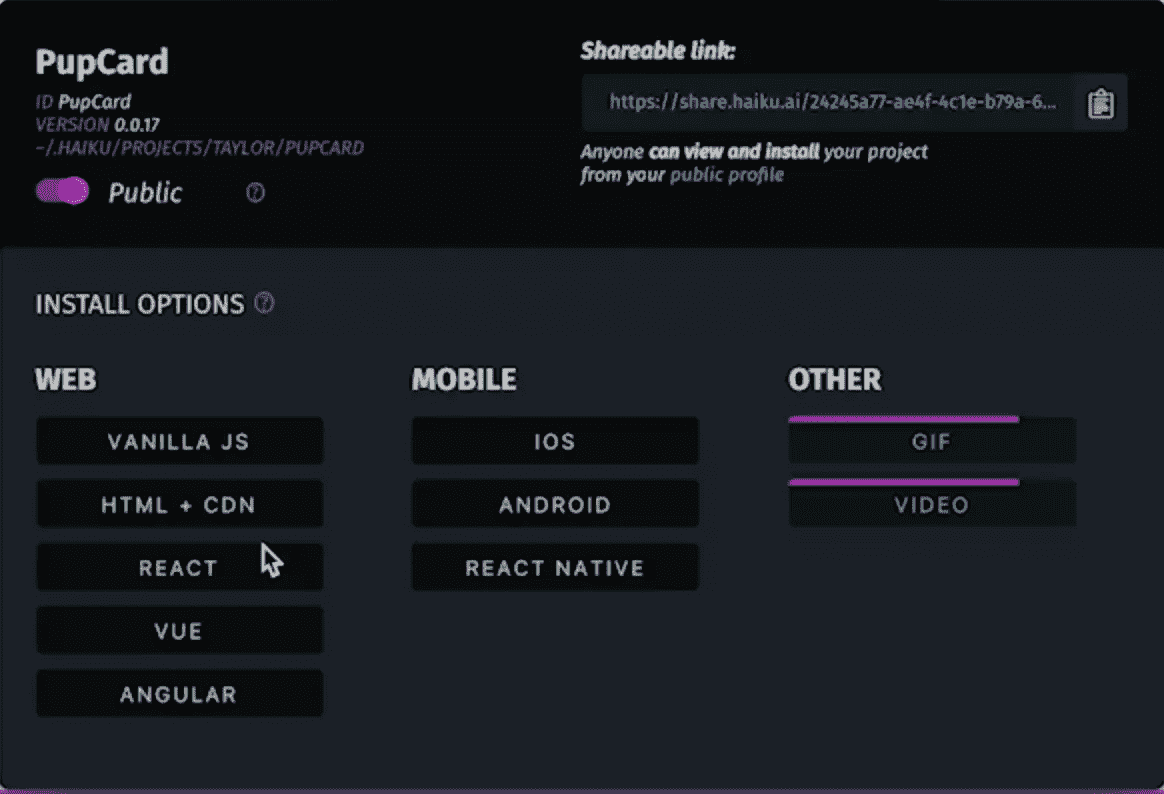 PupCard
ID PupCard
VERSION 0.0.17
~/.HAIKU/PROJECTS/TAYLOR/PUPCARD
Public
Shareable link:
https://share.haiku.ai/24245a77-ae4f-4c1e-b79a-6...
Anyone can view and install your project
from your public profile
INSTALL OPTIONS
WEB
VANILLA JS
HTML + CDN
REACT
VUE
ANGULAR
MOBILE
IOS
ANDROID
REACT NATIVE
OTHER
GIF
VIDEO